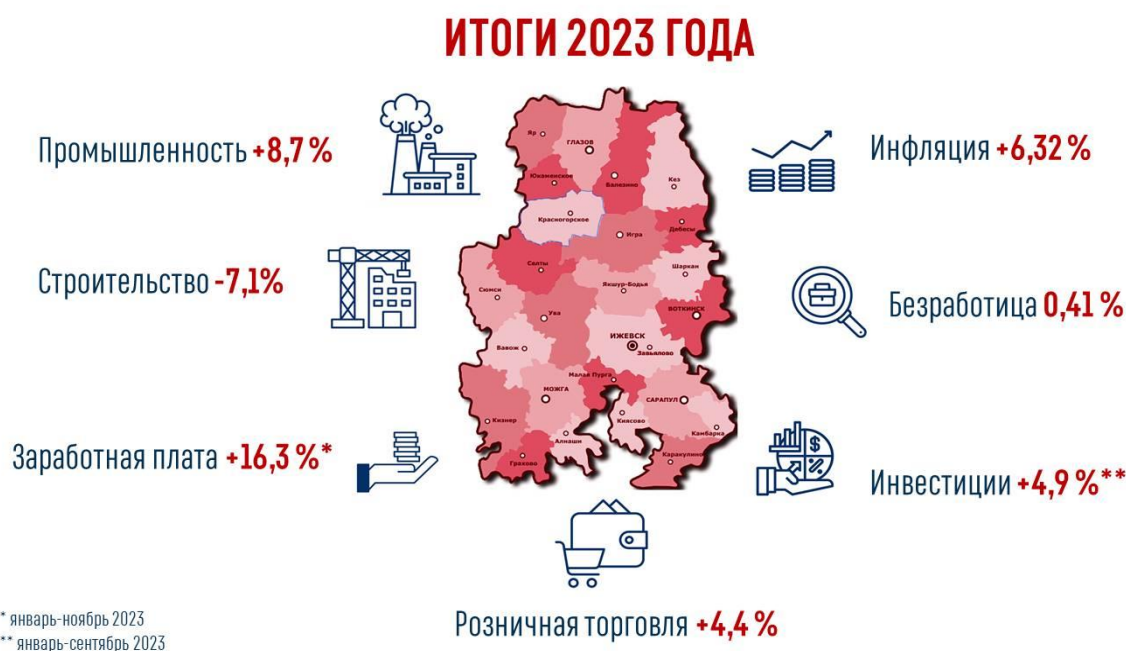 ИТОГИ 2023 ГОДА
Промышленность +8,7 %
Строительство -7,1%
Заработная плата +16,3 %*
Яр
ГЛАЗОВ
Юкаменское
Балезино
Кез
Красногорское
Игра
Дебесы
Селты
Шаркан
Сюмси
Якшур-Бодья
Ува
ВОТКИНСК
ИЖЕВСК
Вавож
Завьялово
Малая Пурга
МОЖГА
САРАПУЛ
Кизнер
Киясово
Камбарка
Алнаши
Грахово
Каракулино
Инфляция +6,32 %
Безработица 0,41 %
Инвестиции +4,9 %**
Розничная торговля +4,4 %
* январь-ноябрь 2023
** январь-сентябрь 2023